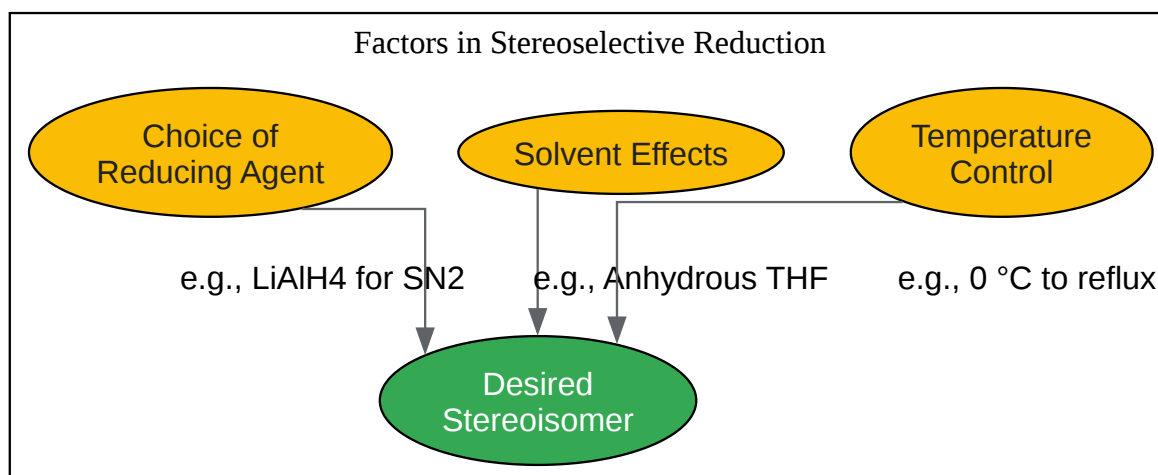 Factors in Stereoselective Reduction
Choice of
Reducing Agent
Solvent Effects
Temperature
Control
e.g., LiAlH4 for SN2
e.g., Anhydrous THF
e.g., 0 °C to reflux
Desired
Stereoisomer